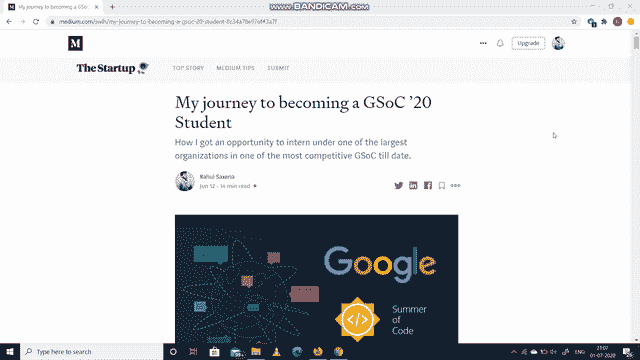 www.BANDICAM.com
My journey to becoming a GSoC
medium.com/swlh/my-journey-to-becoming-a-gsoc-20-student
M
Upgrade
The Startup
TOP STORY MEDIUM TIPS SUBMIT
My journey to becoming a GSoC ’20
Student
How I got an opportunity to intern under one of the largest
organizations in one of the most competitive GSoC till date.
Rahul Saxena
Jun 12 · 14 min read
Google
</>
Summer
of
Code
Type here to search
ENG
21:07
01-07-2020